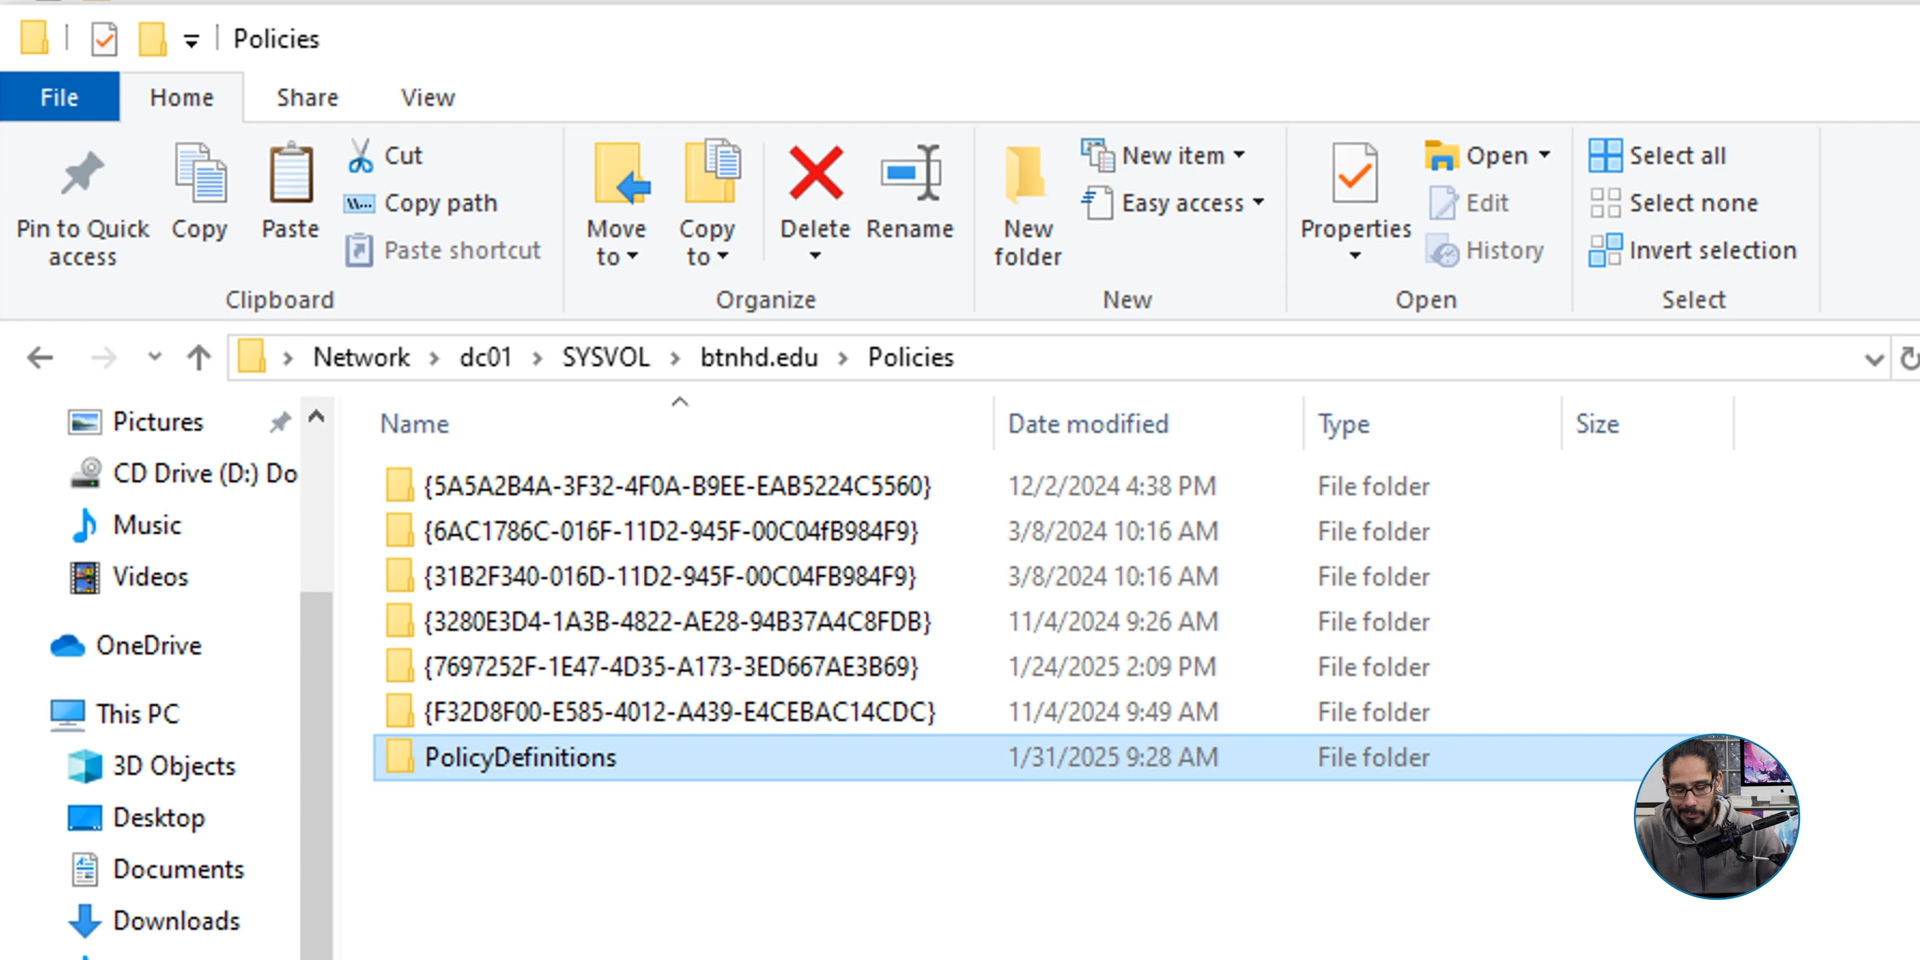 Policies
File Home Share View
Pin to Quick access
Copy
Paste
Cut
Copy path
Paste shortcut
Clipboard
Move to
Copy to
Delete
Rename
Organize
New folder
New item
Easy access
New
Properties
Open
Edit
History
Open
Select all
Select none
Invert selection
Select
Network dc01 SYSVOL btnhd.edu Policies
Pictures
CD Drive (D:) Do
Music
Videos
OneDrive
This PC
3D Objects
Desktop
Documents
Downloads
Name Date modified Type Size
{5A5A2B4A-3F32-4F0A-B9EE-EAB5224C5560} 12/2/2024 4:38 PM File folder
{6AC1786C-016F-11D2-945F-00C04fB984F9} 3/8/2024 10:16 AM File folder
{31B2F340-016D-11D2-945F-00C04FB984F9} 3/8/2024 10:16 AM File folder
{3280E3D4-1A3B-4822-AE28-94B37A4C8FDB} 11/4/2024 9:26 AM File folder
{7697252F-1E47-4D35-A173-3ED667AE3B69} 1/24/2025 2:09 PM File folder
{F32D8F00-E585-4012-A439-E4CEBAC14CDC} 11/4/2024 9:49 AM File folder
PolicyDefinitions 1/31/2025 9:28 AM File folder